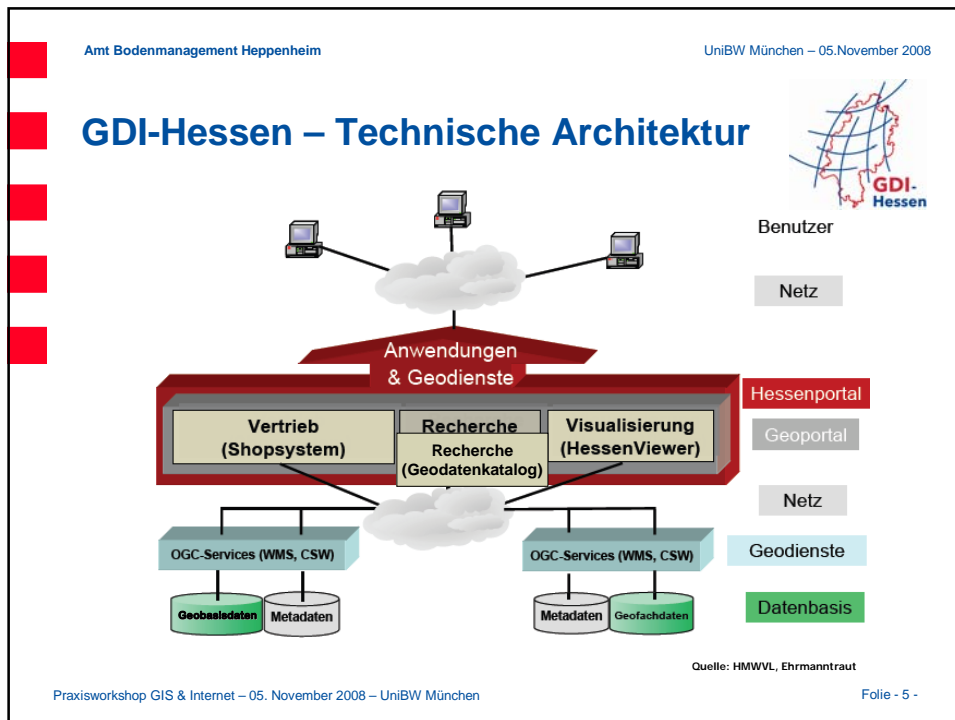 Amt Bodenmanagement Heppenheim
UniBW München – 05.November 2008
GDI-Hessen – Technische Architektur
GDI-
Hessen
Benutzer
Netz
Anwendungen
& Geodienste
Hessenportal
Vertrieb
(Shopsystem)
Recherche
Recherche
(Geodatenkatalog)
Visualisierung
(HessenViewer)
Geoportal
Netz
OGC-Services (WMS, CSW)
OGC-Services (WMS, CSW)
Geodienste
Geobasisdaten
Metadaten
Metadaten
Geofachdaten
Datenbasis
Quelle: HMWVL, Ehrmanntraut
Praxisworkshop GIS & Internet – 05. November 2008 – UniBW München
Folie - 5 -